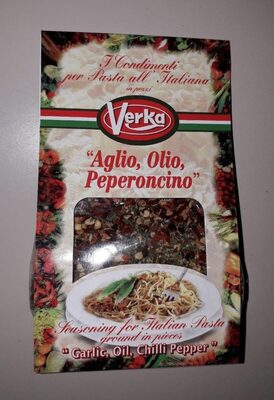 I Condimenti
per Pasta all' Italiana
in pezzi
Verka
"Aglio, Olio,
Peperoncino"
Seasoning for Italian Pasta
ground in pieces
"Garlic, Oil, Chilli Pepper"